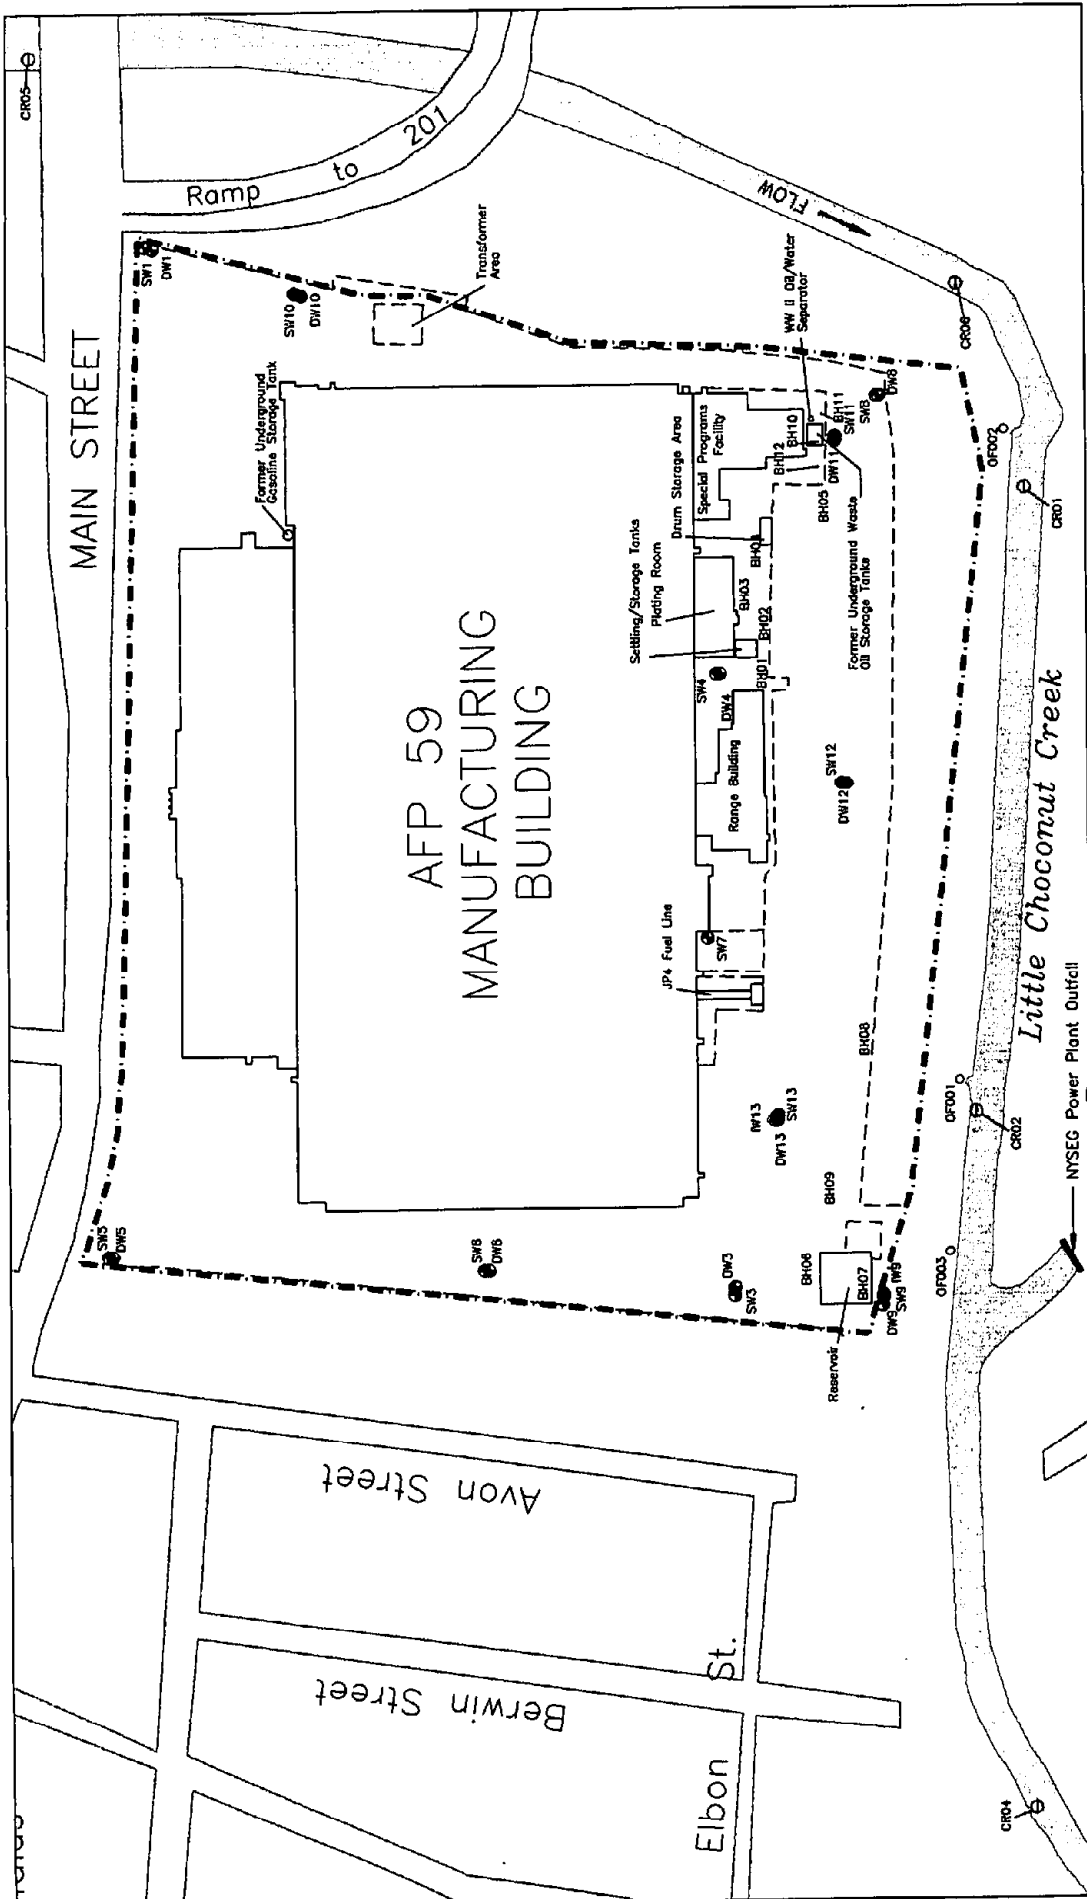 CR05
Ramp
to
201
MAIN STREET
SW1
DW1
FLOW
SW10
DW10
Transformer
Area
Former Underground
Gasoline Storage Tank
WW II Oil/Water
Separator
CR06
SW8
DW8
OF002
CR01
Special Programs
Facility
Drum Storage Area
BH10
BH11
BH12
SW11
DW11
BH05
BH04
Settling/Storage Tanks
Plating Room
BH03
BH02
BH01
Former Underground Waste
Oil Storage Tanks
SW4
DW4
Range Building
SW12
DW12
AFP 59
MANUFACTURING
BUILDING
SW7
JP4 Fuel Line
BH08
Little Choconut Creek
NYSEG Power Plant Outfall
OF001
CR02
IW13
SW13
DW13
BH09
SW5
DW5
SW6
DW6
DW3
SW3
BH06
BH07
Reservoir
IW9
SW9
DW9
OF003
Avon Street
Berwin Street
Elbon St.
CR04